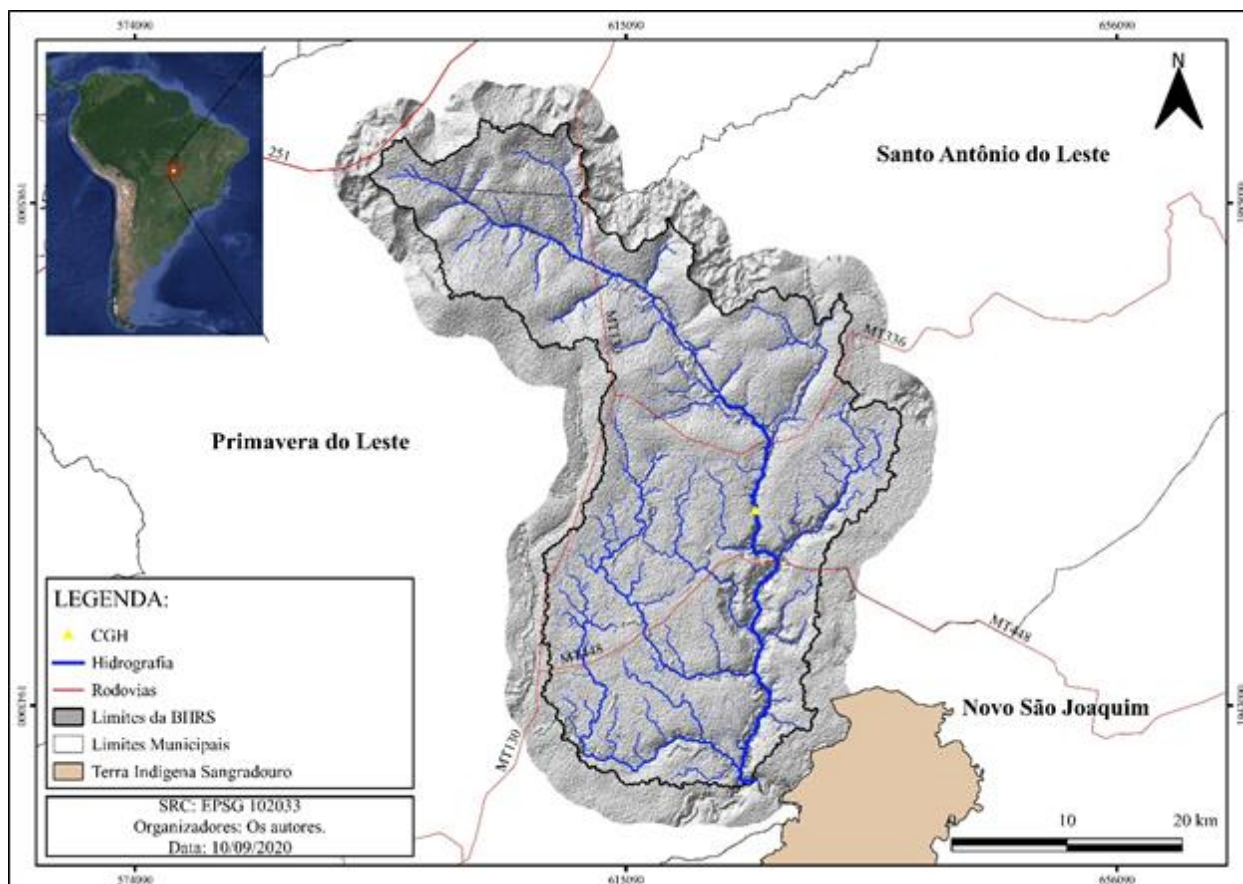 574090
615090
656090
N
251
Santo Antônio do Leste
MT336
Primavera do Leste
MT448
MT448
MT130
Novo São Joaquim
LEGENDA:
CGH
Hidrografia
Rodovias
Limites da BHRS
Limites Municipais
Terra Indígena Sangradouro
SRC: EPSG 102033
Organizadores: Os autores.
Data: 10/09/2020
0 10 20 km
574090
615090
656090